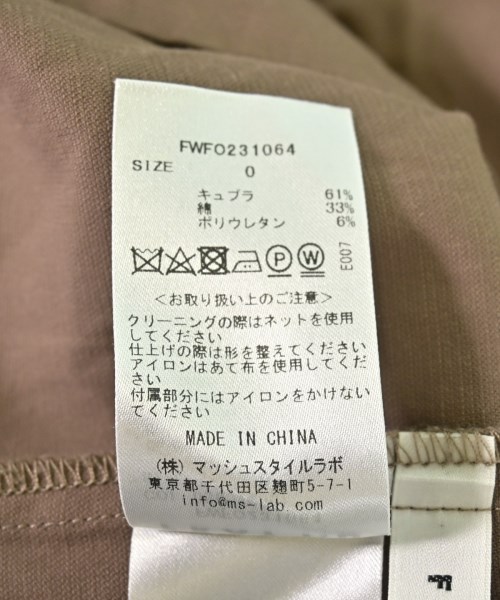 FWFO231064
SIZE 0
キュプラ 61%
綿 33%
ポリウレタン 6%
P W E007
＜お取り扱い上のご注意＞
クリーニングの際はネットを使用
してください
仕上げの際は形を整えてください
アイロンはあて布を使用してくだ
さい
付属部分にはアイロンをかけない
でください
MADE IN CHINA
(株) マッシュスタイルラボ
東京都千代田区麹町5-7-1
info@ms-lab.com